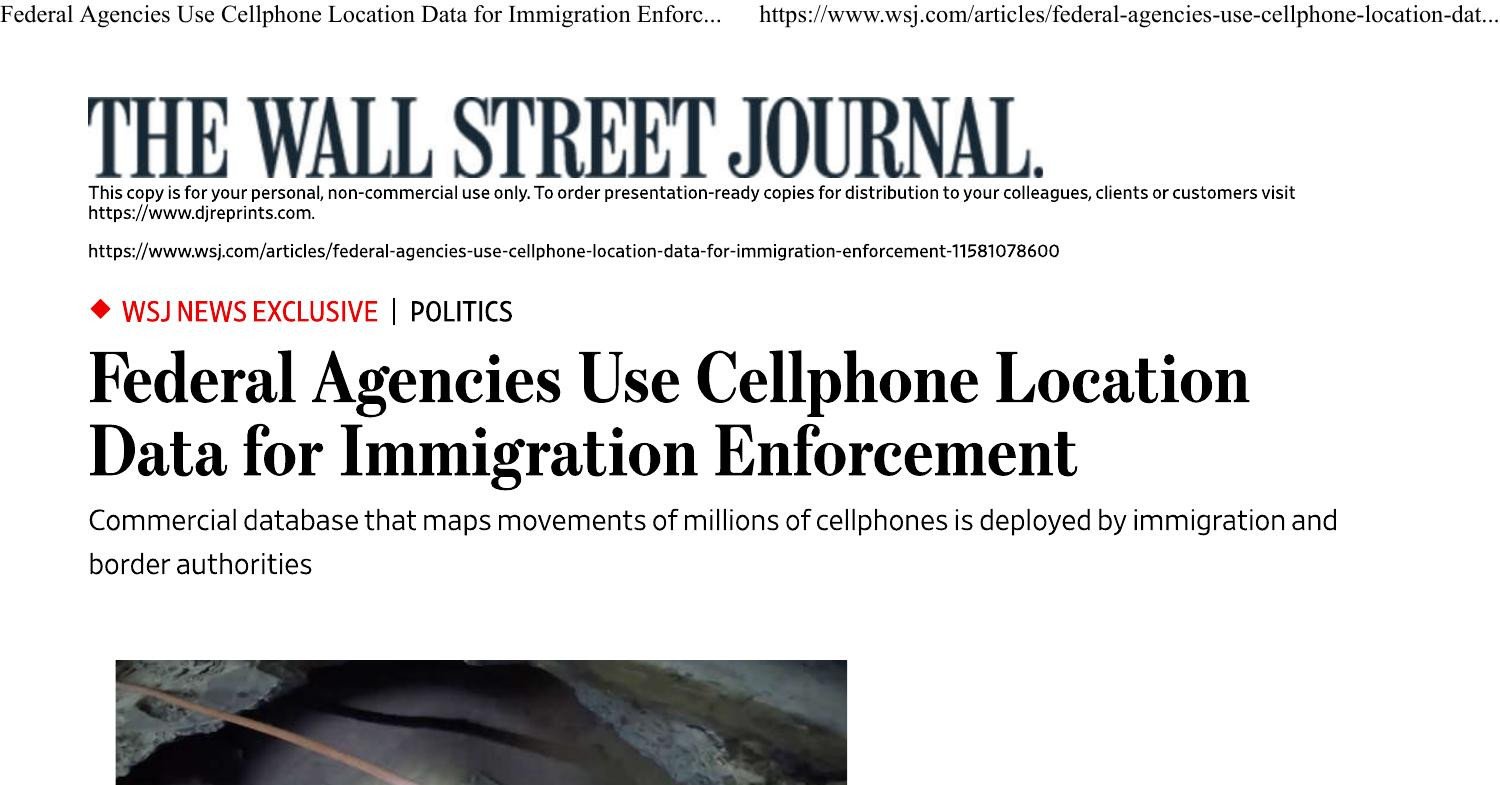 Federal Agencies Use Cellphone Location Data for Immigration Enforc... https://www.wsj.com/articles/federal-agencies-use-cellphone-location-dat...
THE WALL STREET JOURNAL.
This copy is for your personal, non-commercial use only. To order presentation-ready copies for distribution to your colleagues, clients or customers visit
https://www.djreprints.com.
https://www.wsj.com/articles/federal-agencies-use-cellphone-location-data-for-immigration-enforcement-11581078600
WSJ NEWS EXCLUSIVE | POLITICS
Federal Agencies Use Cellphone Location
Data for Immigration Enforcement
Commercial database that maps movements of millions of cellphones is deployed by immigration and
border authorities